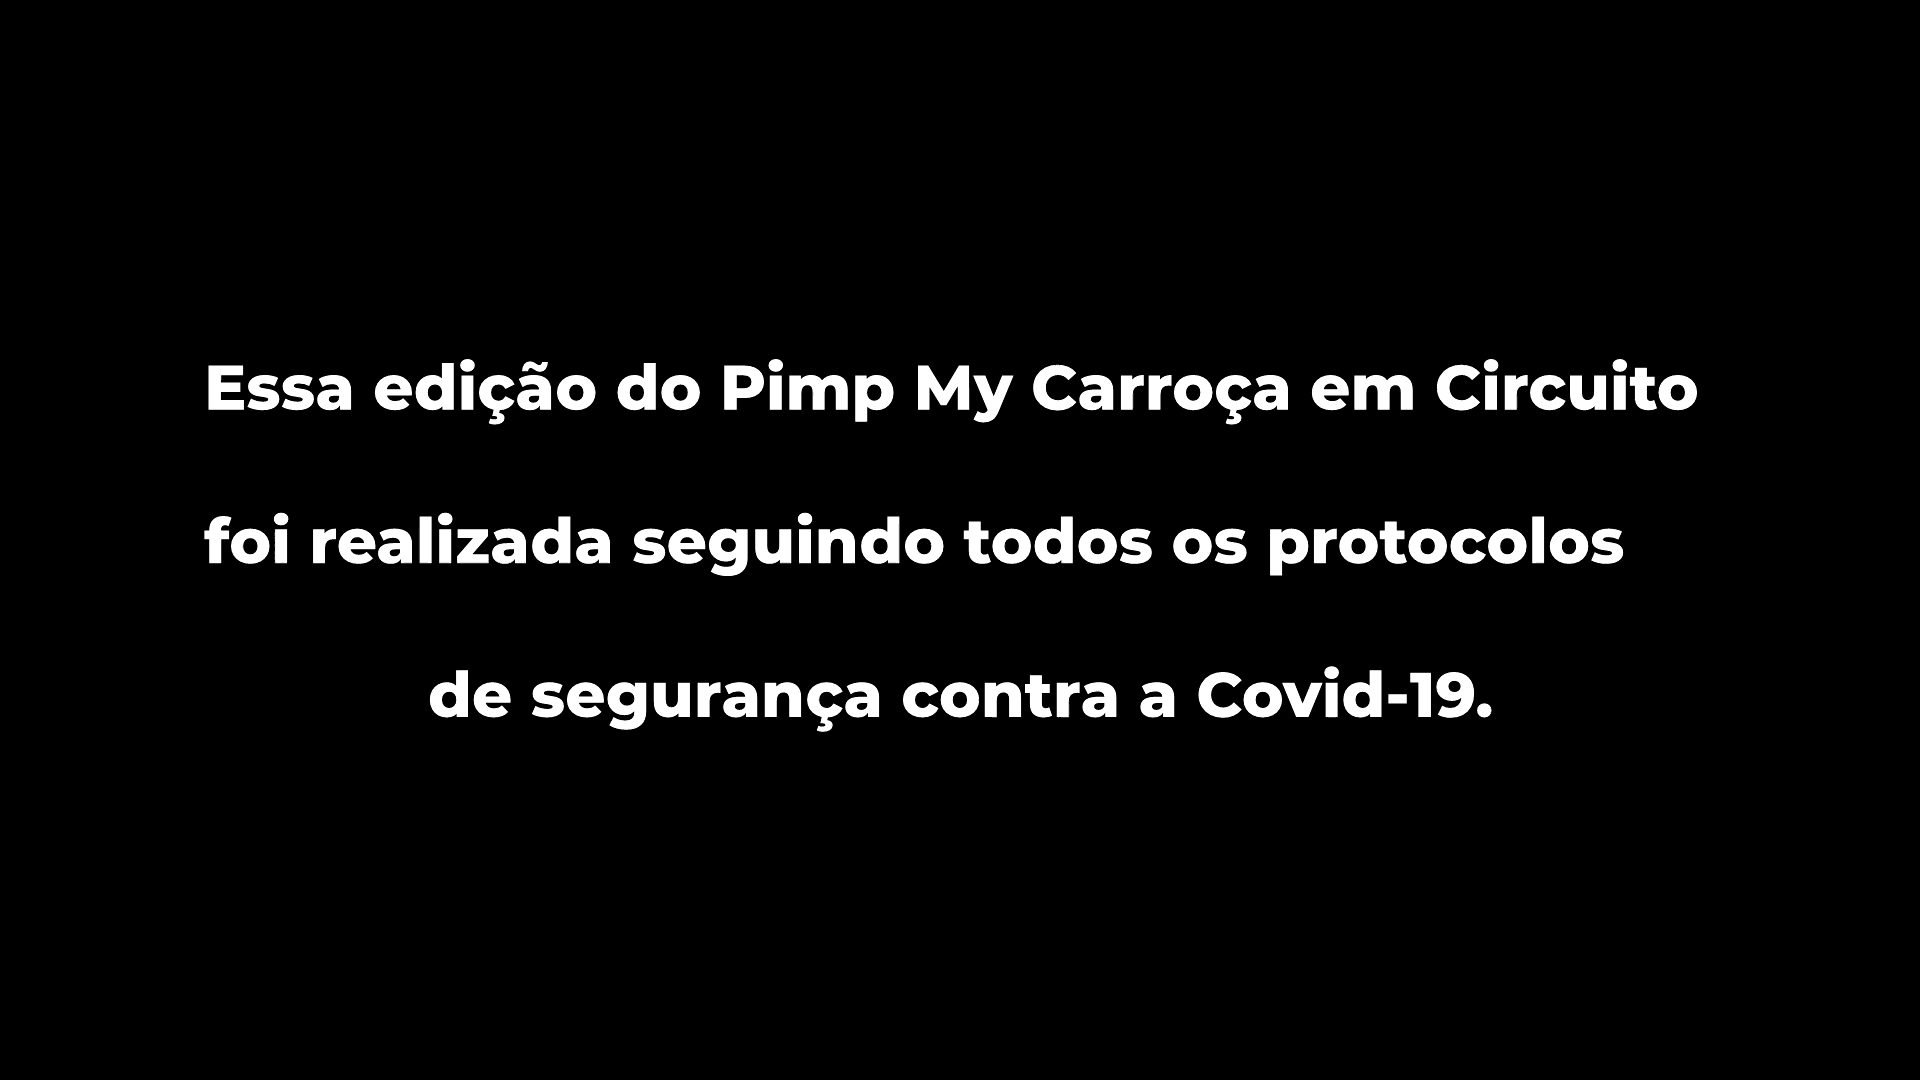 Essa edição do Pimp My Carroça em Circuito
foi realizada seguindo todos os protocolos
de segurança contra a Covid-19.